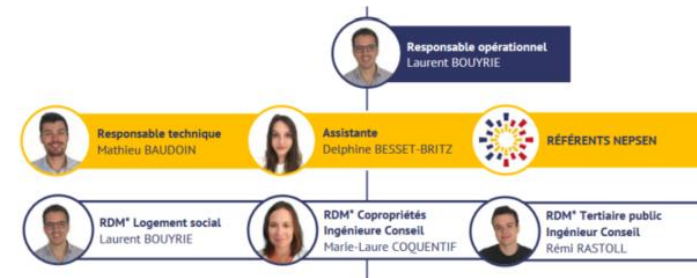 Responsable opérationnel
Laurent BOUYRIE
Responsable technique
Mathieu BAUDOIN
Assistante
Delphine BESSET-BRITZ
RÉFÉRENTS NEPSEN
RDM* Logement social
Laurent BOUYRIE
RDM* Copropriétés
Ingénieure Conseil
Marie-Laure COQUENTIF
RDM* Tertiaire public
Ingénieur Conseil
Rémi RASTOLL